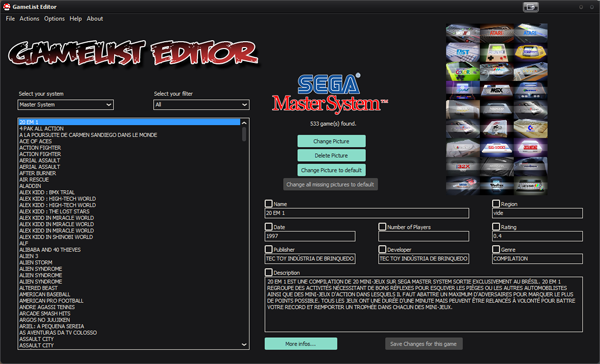 GameList Editor
File Actions Options Help About
GAMELIST EDITOR
Select your system
Select your filter
Master System
All
20 EM 1
4 PAK ALL ACTION
A LA POURSUITE DE CARMEN SANDIEGO DANS LE MONDE
ACE OF ACES
ACTION FIGHTER
ACTION FIGHTER
AERIAL ASSAULT
AERIAL ASSAULT
AFTER BURNER
AIR RESCUE
ALADDIN
ALEX KIDD : BMX TRIAL
ALEX KIDD : HIGH-TECH WORLD
ALEX KIDD : HIGH-TECH WORLD
ALEX KIDD : THE LOST STARS
ALEX KIDD IN MIRACLE WORLD
ALEX KIDD IN MIRACLE WORLD
ALEX KIDD IN MIRACLE WORLD
ALEX KIDD IN SHINOBI WORLD
ALF
ALIBABA AND 40 THIEVES
ALIEN 3
ALIEN STORM
ALIEN SYNDROME
ALIEN SYNDROME
ALIEN SYNDROME
ALTERED BEAST
AMERICAN BASEBALL
AMERICAN PRO FOOTBALL
ANDRE AGASSI TENNIS
ARCADE SMASH HITS
ARGOS NO JUUJIKEN
ARIEL: A PEQUENA SEREIA
AS AVENTURAS DA TV COLOSSO
ASSAULT CITY
ASSAULT CITY
SEGA
Master System™
533 game(s) found.
Change Picture
Delete Picture
Change Picture to default
Change all missing pictures to default
MSX
Name
Region
20 EM 1
vide
Date
Number of Players
Rating
1997
0.4
Publisher
Developer
Genre
TEC TOY INDÚSTRIA DE BRINQUEDO
TEC TOY INDÚSTRIA DE BRINQUEDO
COMPILATION
Description
20 EM 1 EST UNE COMPILATION DE 20 MINI-JEUX SUR SEGA MASTER SYSTEM SORTIE EXCLUSIVEMENT AU BRÉSIL. 20 EM 1
REGROUPE DES ACTIVITÉS NÉCESSITANT DE BONS RÉFLEXES POUR ESQUIVER LES PIÈGES OU LES AUTRES AUTOMOBILISTES
AINSI QUE DES MINI-JEUX D'ACTION DANS LESQUELS IL FAUT ABATTRE UN MAXIMUM D'ADVERSAIRES POUR MARQUER LE PLUS
DE POINTS POSSIBLE. TOUS LES JEUX ONT UNE DURÉE D'UNE MINUTE MAIS PEUVENT ÊTRE RELANCÉS À VOLONTÉ POUR BATTRE
VOTRE RECORD ET REMPORTER UN TROPHÉE DANS CHACUN DES MINI-JEUX.
More infos...
Save Changes for this game